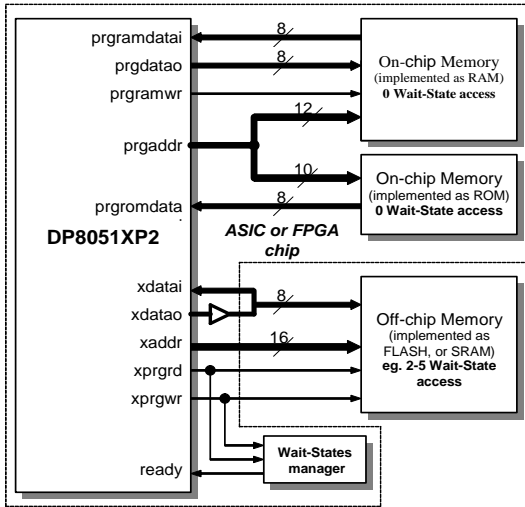 prgramdatai
8
prgdatao
8
prgramwr
On-chip Memory
(implemented as RAM)
0 Wait-State access
12
prgaddr
10
On-chip Memory
(implemented as ROM)
0 Wait-State access
prgromdata
8
DP8051XP2
ASIC or FPGA
chip
xdatai
8
xdatao
xaddr
16
xprgrd
xprgwr
Off-chip Memory
(implemented as
FLASH, or SRAM)
eg. 2-5 Wait-State
access
ready
Wait-States
manager